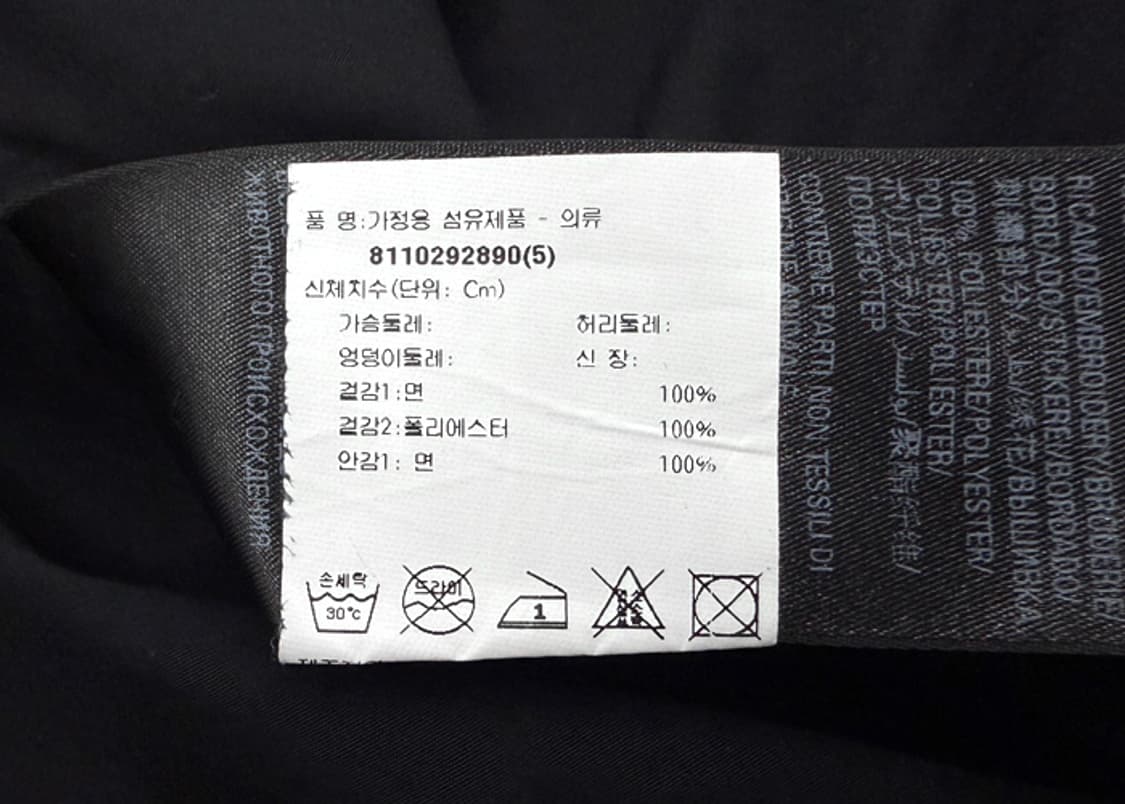 품 명:가정용 섬유제품 - 의류
8110292890(5)
신체치수(단위: Cm)
가슴둘레: 허리둘레:
엉덩이둘레: 신 장:
겉감1:면 100%
겉감2:폴리에스터 100%
안감1: 면 100%
손세탁 드라이
30℃ 1
ЖИВОТНОГО ПРОИСХОЖДЕНИЯ
RICAMO/EMBROIDERY/BRODERIE/
BORDADO/STICKEREI/BORDADO/
刺繍/
/ВЫШИВКА
100% POLIESTERE/POLYESTER/
POLYESTER/POLIESTER/
ПОЛИЭСТЕР
CONTIENE PARTI NON TESSILI DI